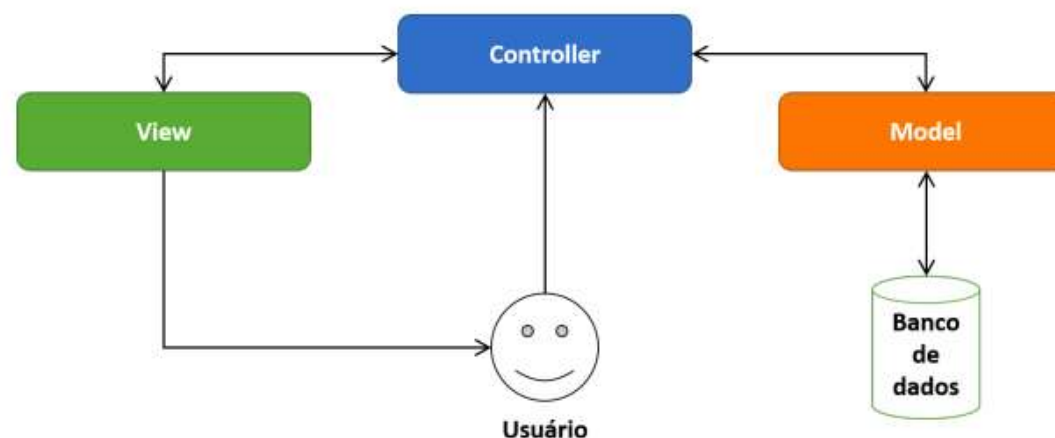 Controller
View
Model
Banco
de
dados
Usuário